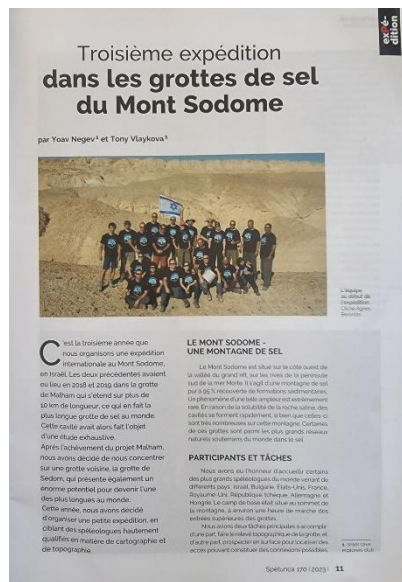 expé-
dition
Troisième expédition
dans les grottes de sel
du Mont Sodome
par Yoav Negev¹ et Tony Vlaykova²
L'équipe
au début de
l'expédition.
Cliché Agnes
C'est la troisième année que
nous organisons une expédition
internationale au Mont Sodome,
en Israël. Les deux précédentes avaient
eu lieu en 2018 et 2019 dans la grotte
de Malham qui s'étend sur plus de
10 km de longueur, ce qui en fait la
plus longue grotte de sel au monde.
Cette cavité avait alors fait l'objet
d'une étude exhaustive.
Après l'achèvement du projet Malham,
nous avons décidé de nous concentrer
sur une grotte voisine, la grotte de
Sedom, qui présente également un
énorme potentiel pour devenir l'une
des plus longues au monde.
Cette année, nous avons décidé
d'organiser une petite expédition, en
ciblant des spéléologues hautement
qualifiés en matière de cartographie et
de topographie.
LE MONT SODOME -
UNE MONTAGNE DE SEL
Le Mont Sodome est situé sur le côté ouest de
la vallée du grand rift, sur les rives de la péninsule
sud de la mer Morte. Il s'agit d'une montagne de sel
pur à 95 % recouverte de formations sédimentaires.
Un phénomène d'une telle ampleur est extrêmement
rare. En raison de la solubilité de la roche saline, des
cavités se forment rapidement, si bien que celles-ci
sont très nombreuses sur cette montagne. Certaines
de ces grottes sont parmi les plus grands réseaux
naturels souterrains du monde dans le sel.
PARTICIPANTS ET TÂCHES
Nous avons eu l'honneur d'accueillir certains
des plus grands spéléologues du monde venant de
différents pays : Israël, Bulgarie, États-Unis, France,
Royaume-Uni, République tchèque, Allemagne et
Hongrie. Le camp de base était situé au sommet de
la montagne, à environ une heure de marche des
entrées supérieures des grottes.
Nous avions deux tâches principales à accomplir :
d'une part, faire le relevé topographique de la grotte, et,
d'autre part, prospecter en surface pour localiser des
accès pouvant constituer des connexions possibles.
Spelunca 170 | 2023 | 11